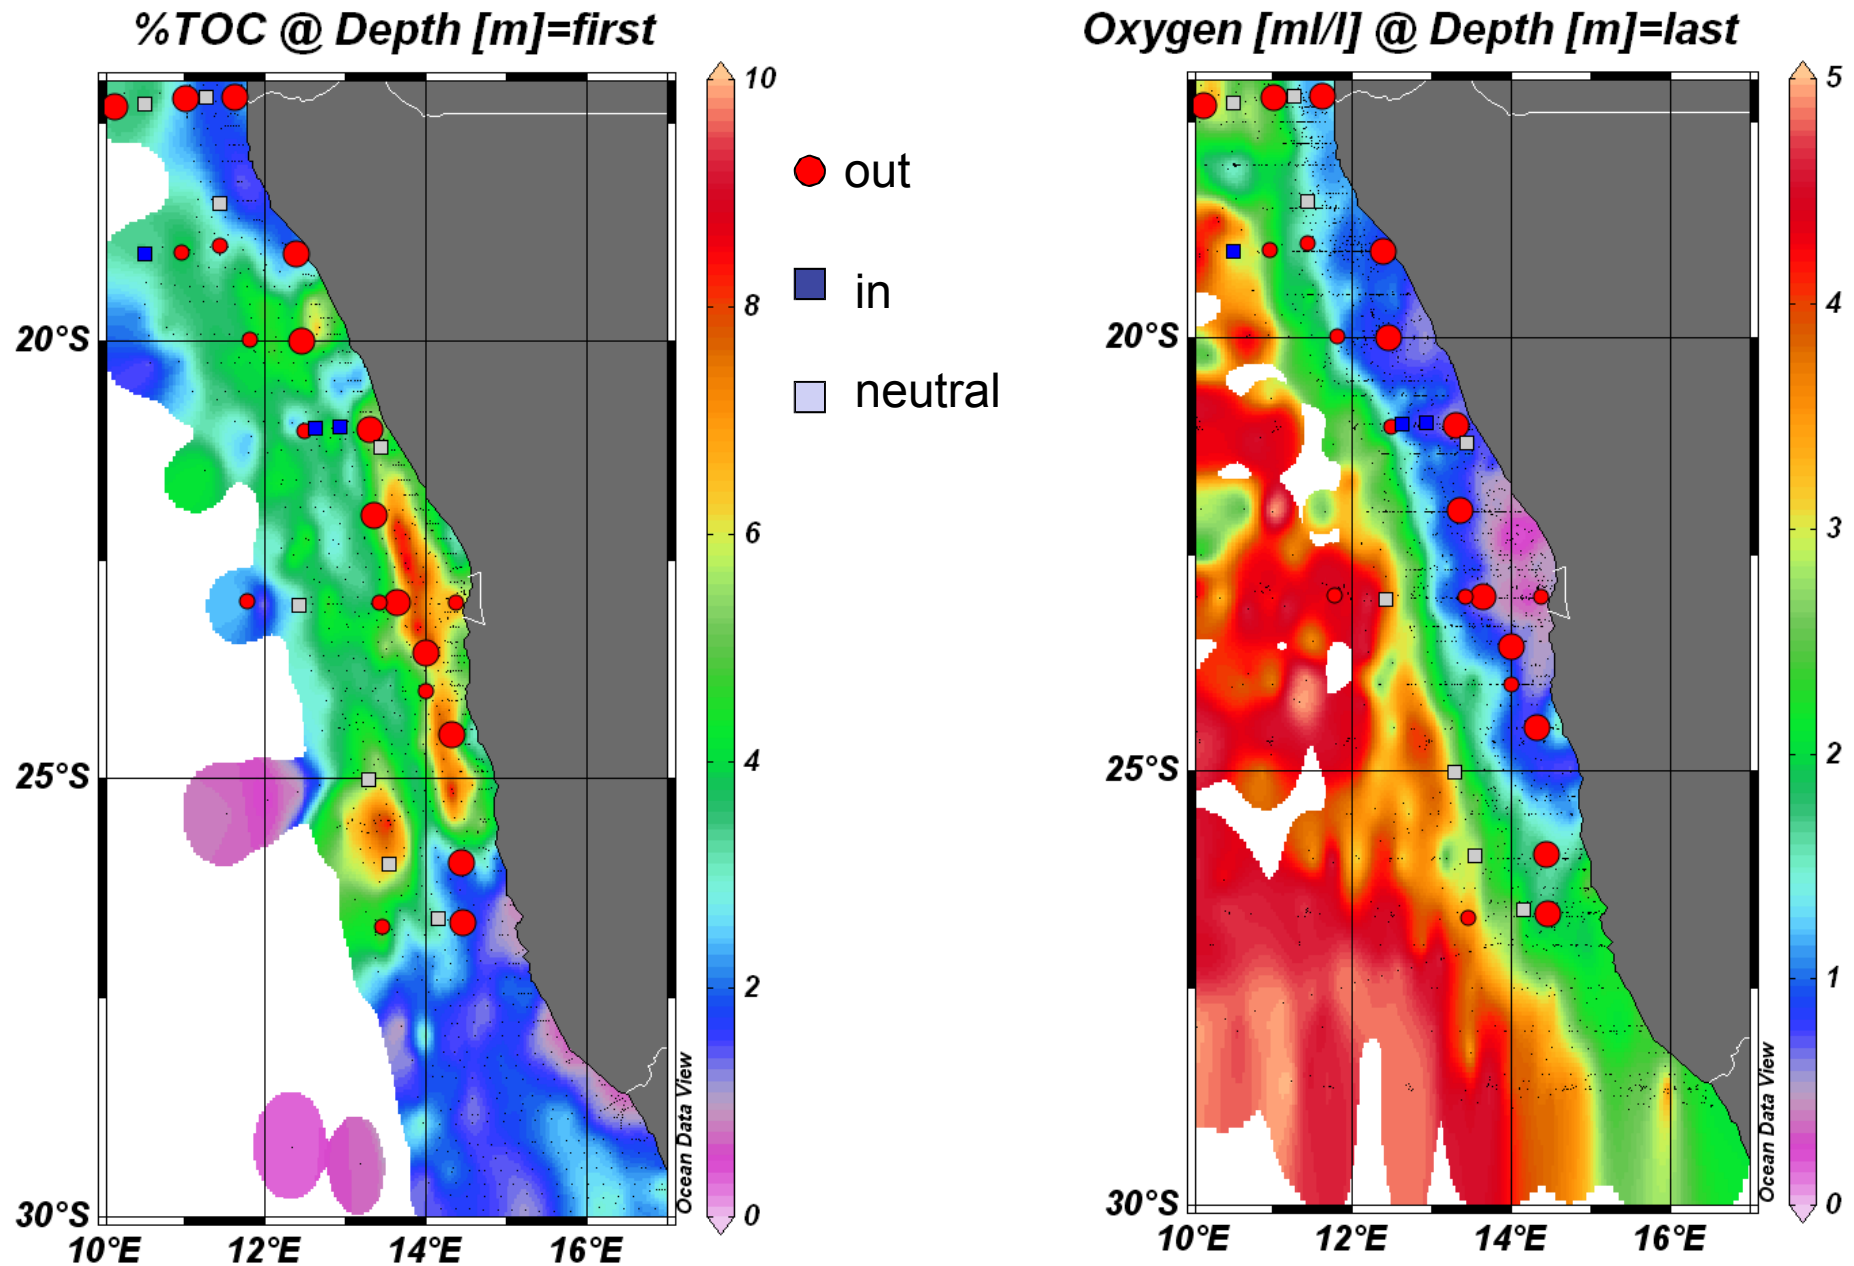 %TOC @ Depth [m]=first
Oxygen [ml/l] @ Depth [m]=last
10
8
6
4
2
0
out
in
neutral
5
4
3
2
1
0
20°S
25°S
30°S
10°E
12°E
14°E
16°E
Ocean Data View
20°S
25°S
30°S
10°E
12°E
14°E
16°E
Ocean Data View